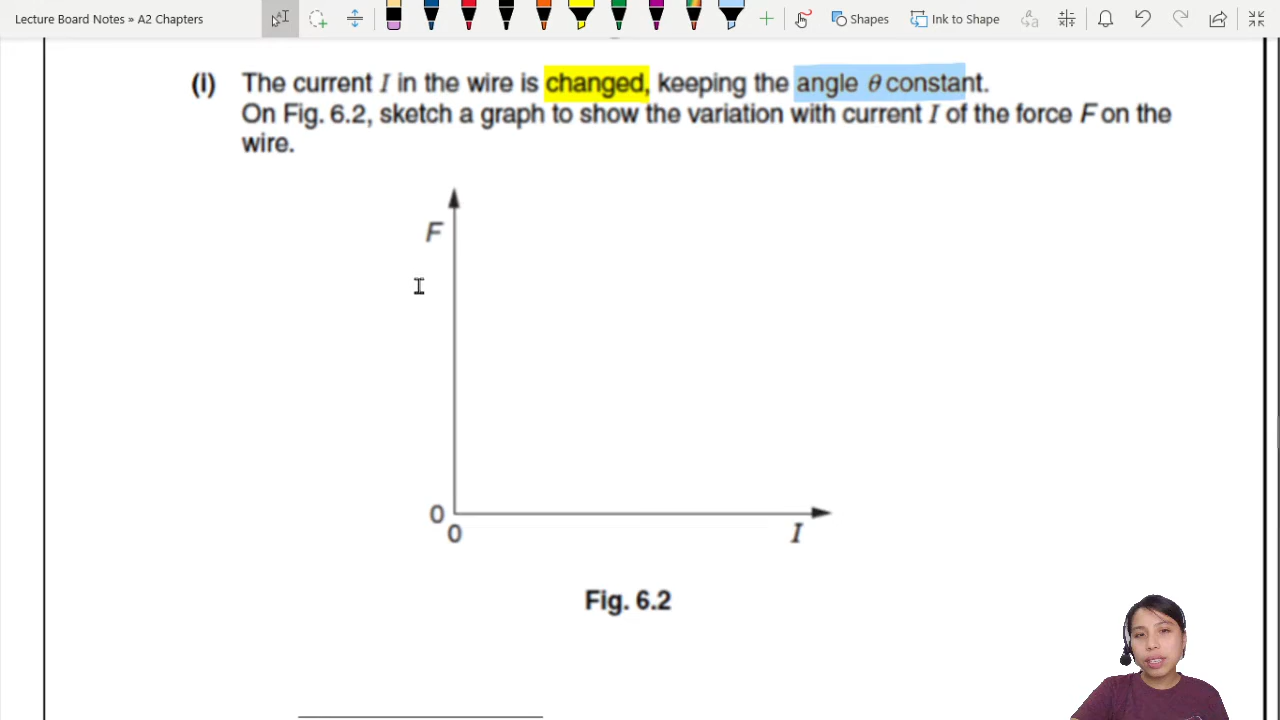 Lecture Board Notes » A2 Chapters
Shapes
Ink to Shape
(i) The current I in the wire is changed, keeping the angle θ constant.
On Fig. 6.2, sketch a graph to show the variation with current I of the force F on the
wire.
F
0
0
I
Fig. 6.2